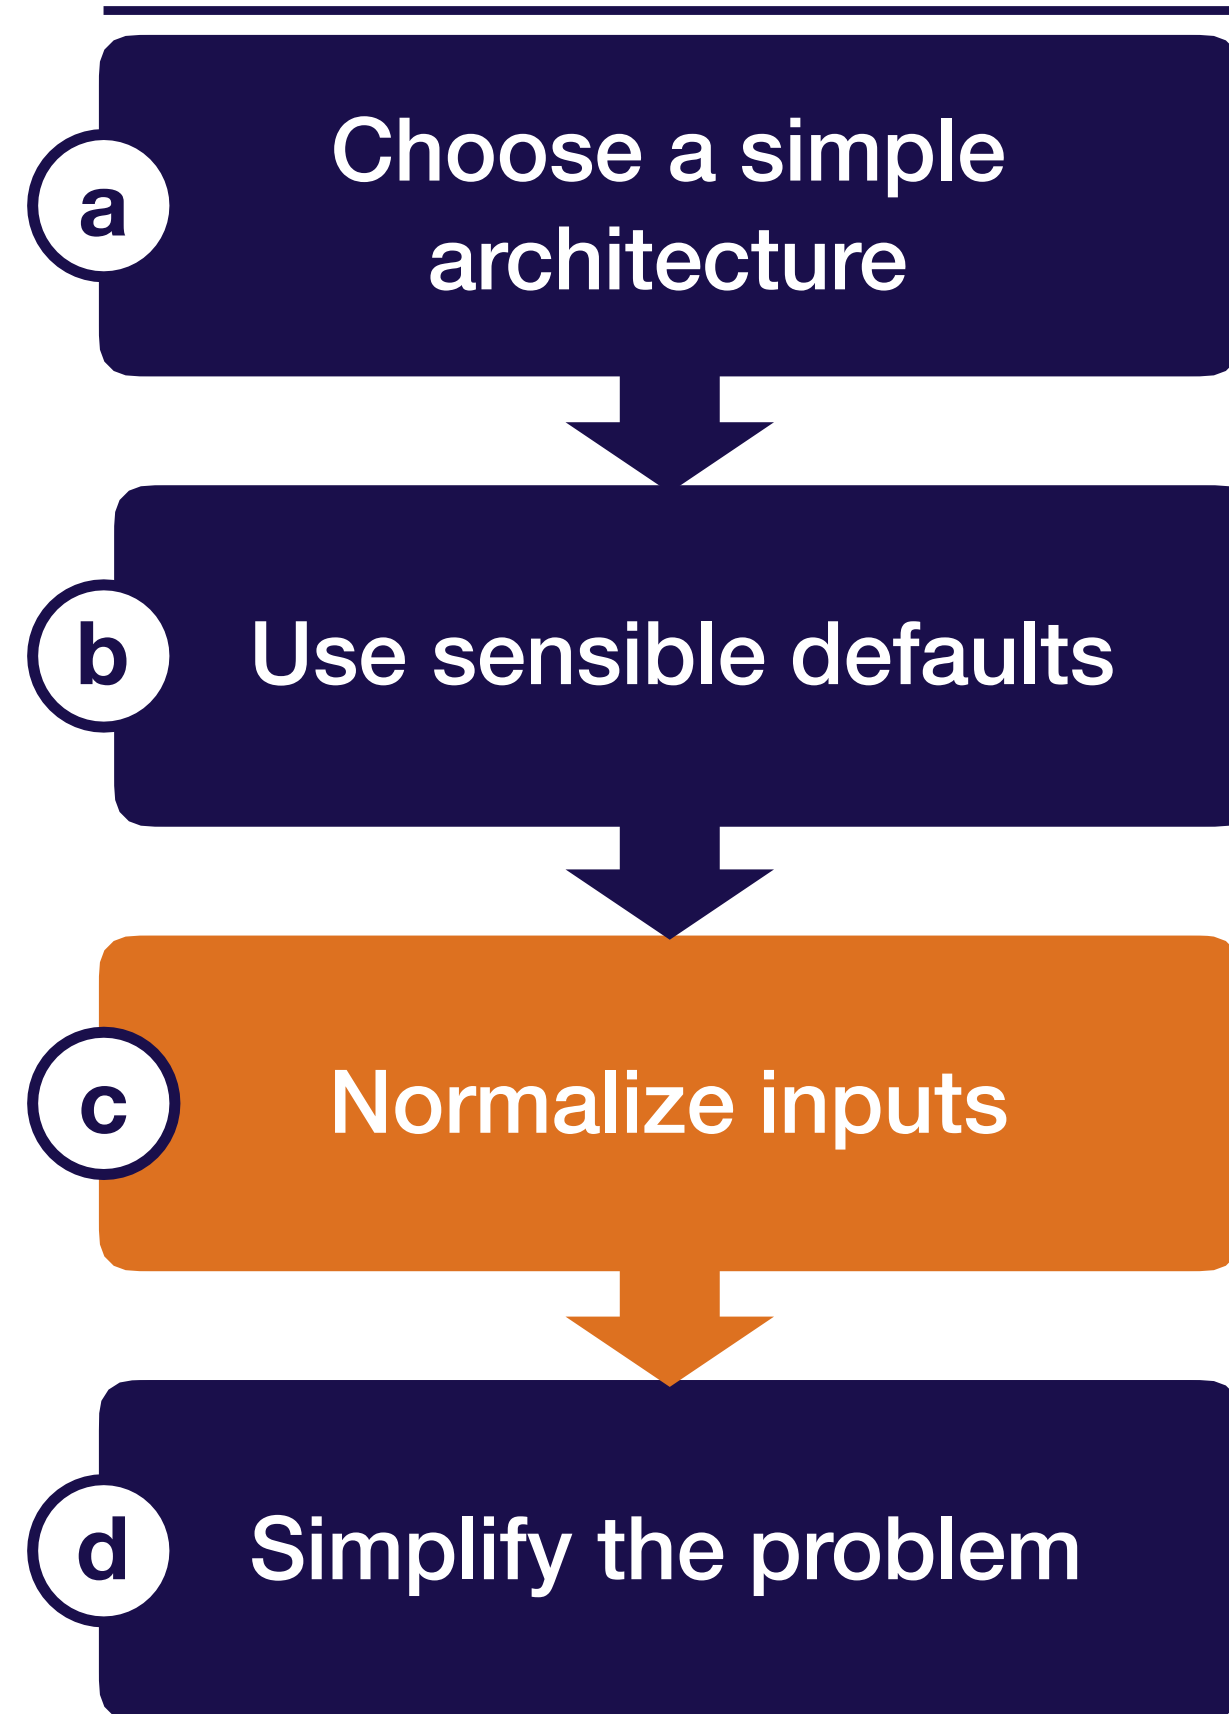 a
Choose a simple
architecture
b
Use sensible defaults
c
Normalize inputs
d
Simplify the problem